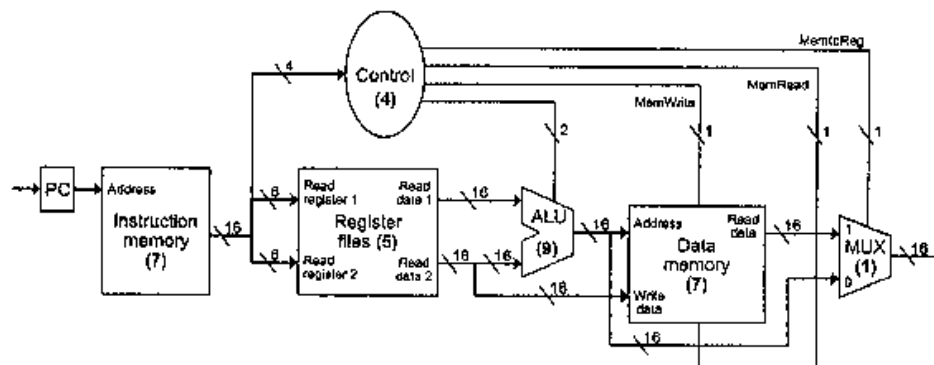 MemtoReg
4
Control
(4)
MemRead
MemWrite
2
1
1
1
PC
Address
Instruction
memory
(7)
16
6
6
Read
register 1
Read
data 1
Register
files (5)
Read
register 2
Read
data 2
16
16
16
16
ALU
(9)
16
Address
Read
data
Data
memory
(7)
Write
data
16
16
1
MUX
(1)
0
16